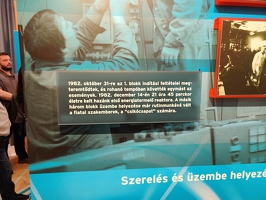 1982. október 31-re az 1. blokk indítási feltételei meg-
teremtődtek, és rohanó tempóban követték egymást az
események. 1982. december 14-én 21 óra 45 perckor
életre kelt hazánk első energiatermelő reaktora. A másik
három blokk üzembe helyezése már rutinmunkává vált
a fiatal szakemberek, a "csikócsapat" számára.
Szerelés és üzembe helyezé